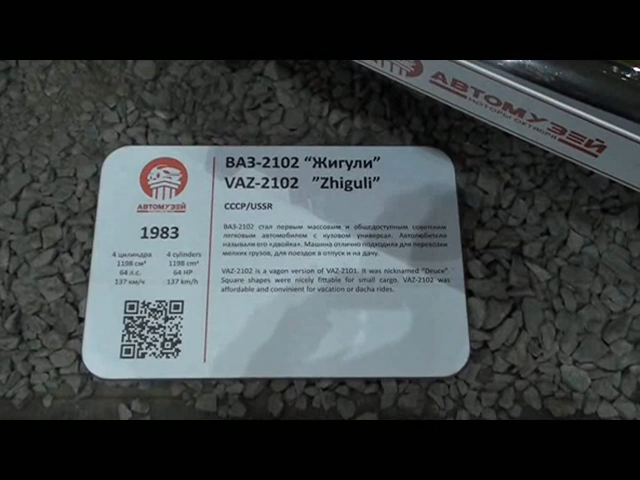 АВТОМУЗЕЙ
МОТОРЫ ОКТЯБРЯ
ВАЗ-2102 "Жигули"
VAZ-2102 "Zhiguli"
СССР/USSR
АВТОМУЗЕЙ
1983
4 цилиндра 4 cylinders
1198 см³ 1198 cm³
64 л.с. 64 HP
137 км/ч 137 km/h
ВАЗ-2102 стал первым массовым и общедоступным советским
легковым автомобилем с кузовом универсал. Автолюбители
называли его «двойка». Машина отлично подходила для перевозки
мелких грузов, для поездок в отпуск и на дачу.
VAZ-2102 is a vagon version of VAZ-2101. It was nicknamed "Deuce".
Square shapes were nicely fittable for small cargo. VAZ-2102 was
affordable and convinient for vacation or dacha rides.